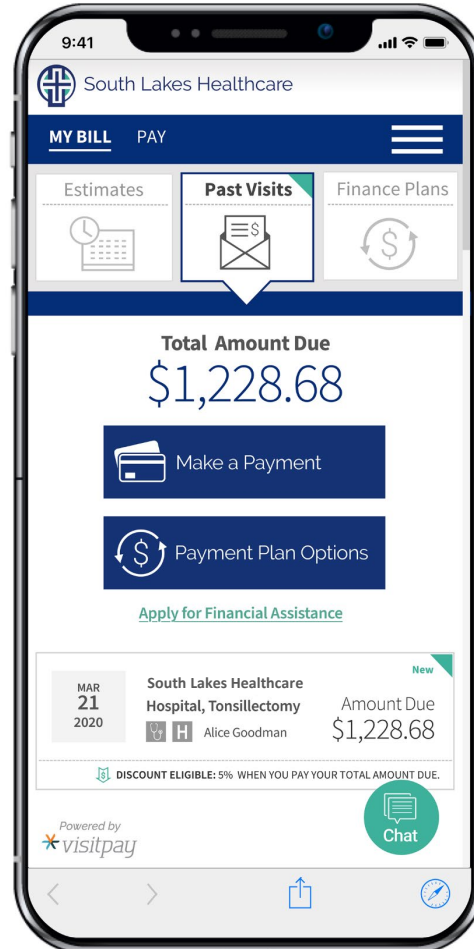 9:41
South Lakes Healthcare
MY BILL PAY
Estimates
Past Visits
Finance Plans
Total Amount Due
$1,228.68
Make a Payment
Payment Plan Options
Apply for Financial Assistance
New
MAR
21
2020
South Lakes Healthcare
Hospital, Tonsillectomy
H Alice Goodman
Amount Due
$1,228.68
DISCOUNT ELIGIBLE: 5% WHEN YOU PAY YOUR TOTAL AMOUNT DUE.
Powered by
visitpay
Chat